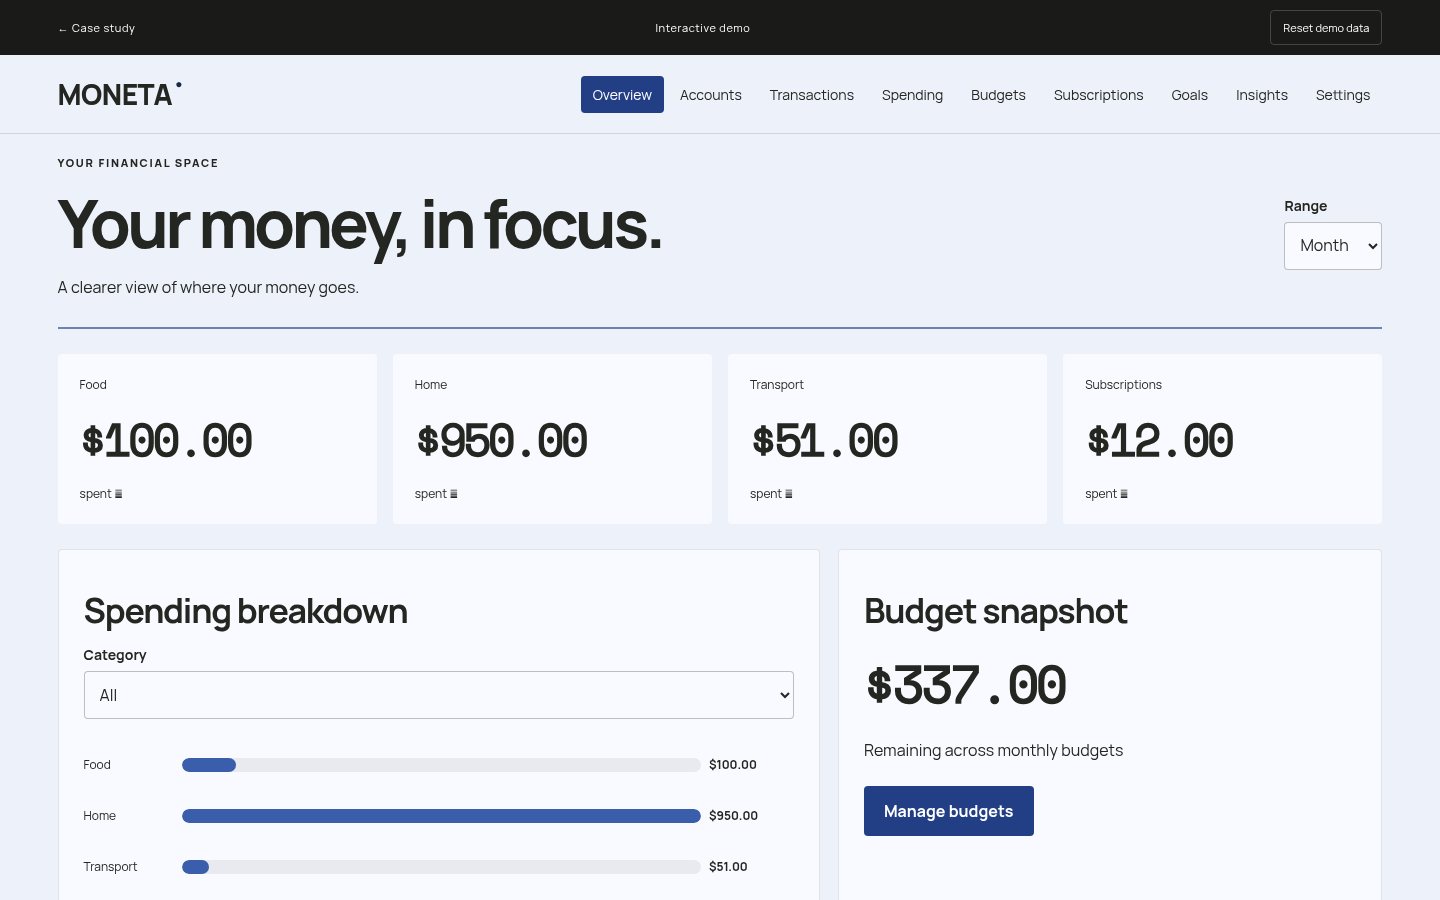 ← Case study
Interactive demo
Reset demo data
MONETA
Overview
Accounts
Transactions
Spending
Budgets
Subscriptions
Goals
Insights
Settings
YOUR FINANCIAL SPACE
Your money, in focus.
A clearer view of where your money goes.
Range
Month
Food
$100.00
spent
Home
$950.00
spent
Transport
$51.00
spent
Subscriptions
$12.00
spent
Spending breakdown
Category
All
Food $100.00
Home $950.00
Transport $51.00
Budget snapshot
$337.00
Remaining across monthly budgets
Manage budgets